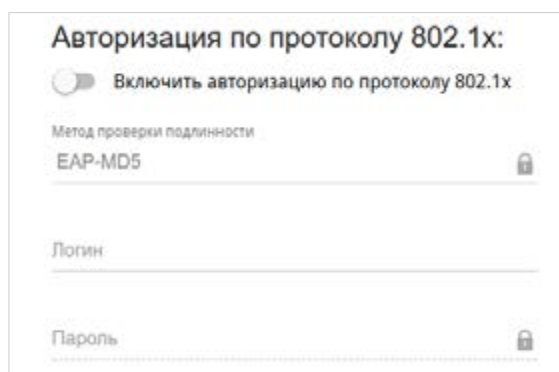 Авторизация по протоколу 802.1x:
Включить авторизацию по протоколу 802.1x
Метод проверки подлинности
EAP-MD5
Логин
Пароль